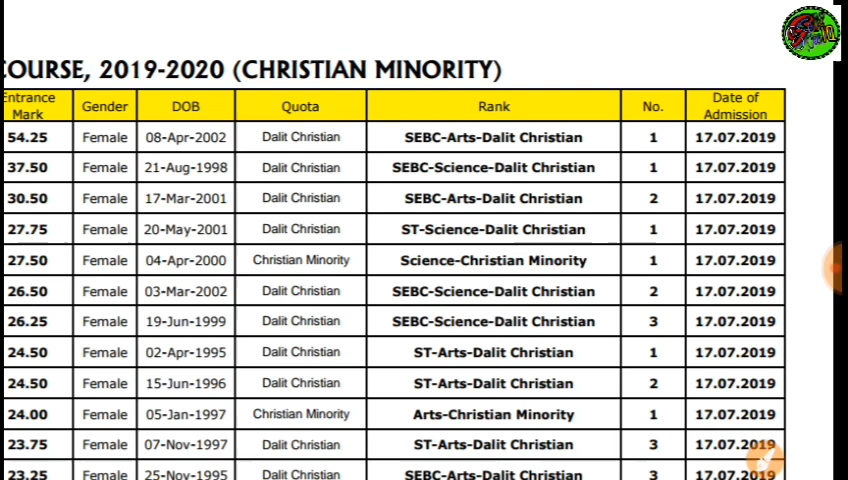 COURSE, 2019-2020 (CHRISTIAN MINORITY)
Entrance Mark Gender DOB Quota Rank No. Date of Admission
54.25 Female 08-Apr-2002 Dalit Christian SEBC-Arts-Dalit Christian 1 17.07.2019
37.50 Female 21-Aug-1998 Dalit Christian SEBC-Science-Dalit Christian 1 17.07.2019
30.50 Female 17-Mar-2001 Dalit Christian SEBC-Arts-Dalit Christian 2 17.07.2019
27.75 Female 20-May-2001 Dalit Christian ST-Science-Dalit Christian 1 17.07.2019
27.50 Female 04-Apr-2000 Christian Minority Science-Christian Minority 1 17.07.2019
26.50 Female 03-Mar-2002 Dalit Christian SEBC-Science-Dalit Christian 2 17.07.2019
26.25 Female 19-Jun-1999 Dalit Christian SEBC-Science-Dalit Christian 3 17.07.2019
24.50 Female 02-Apr-1995 Dalit Christian ST-Arts-Dalit Christian 1 17.07.2019
24.50 Female 15-Jun-1996 Dalit Christian ST-Arts-Dalit Christian 2 17.07.2019
24.00 Female 05-Jan-1997 Christian Minority Arts-Christian Minority 1 17.07.2019
23.75 Female 07-Nov-1997 Dalit Christian ST-Arts-Dalit Christian 3 17.07.2019
23.25 Female 25-Nov-1995 Dalit Christian SEBC-Arts-Dalit Christian 3 17.07.2019